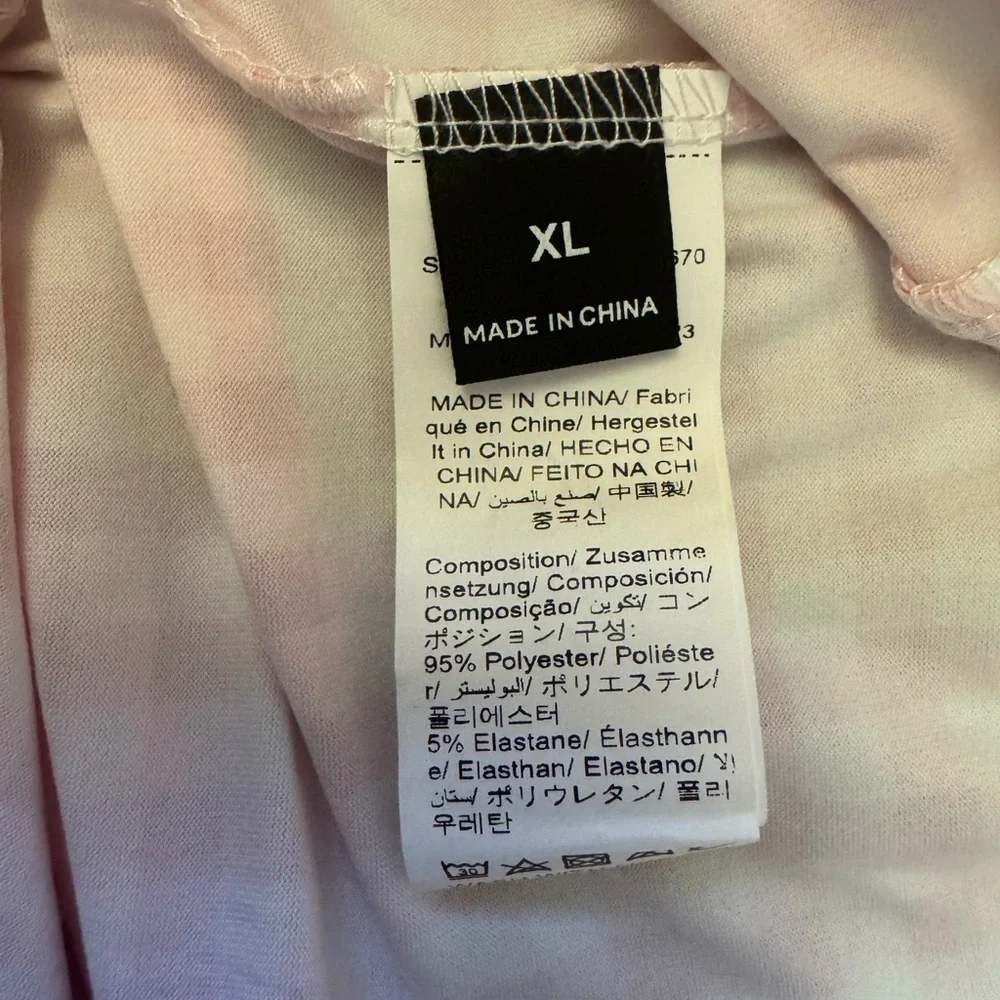 XL
MADE IN CHINA
S 670
M 23
MADE IN CHINA/ Fabri
qué en Chine/ Hergestel
lt in China/ HECHO EN
CHINA/ FEITO NA CHI
NA/ صنع بالصين/ 中国製/
중국산
Composition/ Zusamme
nsetzung/ Composición/
Composição/ تكوين/ コン
ポジション/ 구성:
95% Polyester/ Poliéste
r/ البوليستر/ ポリエステル/
폴리에스터
5% Elastane/ Élasthann
e/ Elasthan/ Elastano/ الا
ستان/ ポリウレタン/ 폴리
우레탄
30